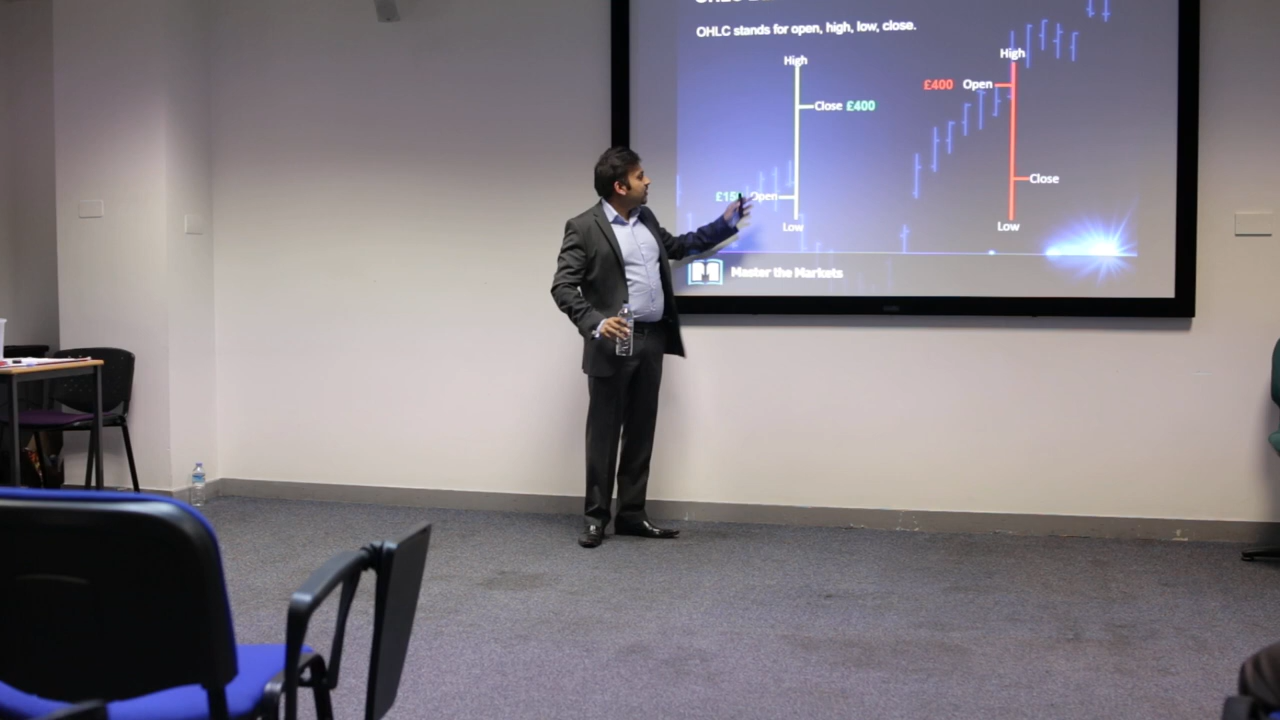 OHLC
OHLC stands for open, high, low, close.
High
Close £400
Open
Low
High
£400 Open
Close
Low
Master the Markets